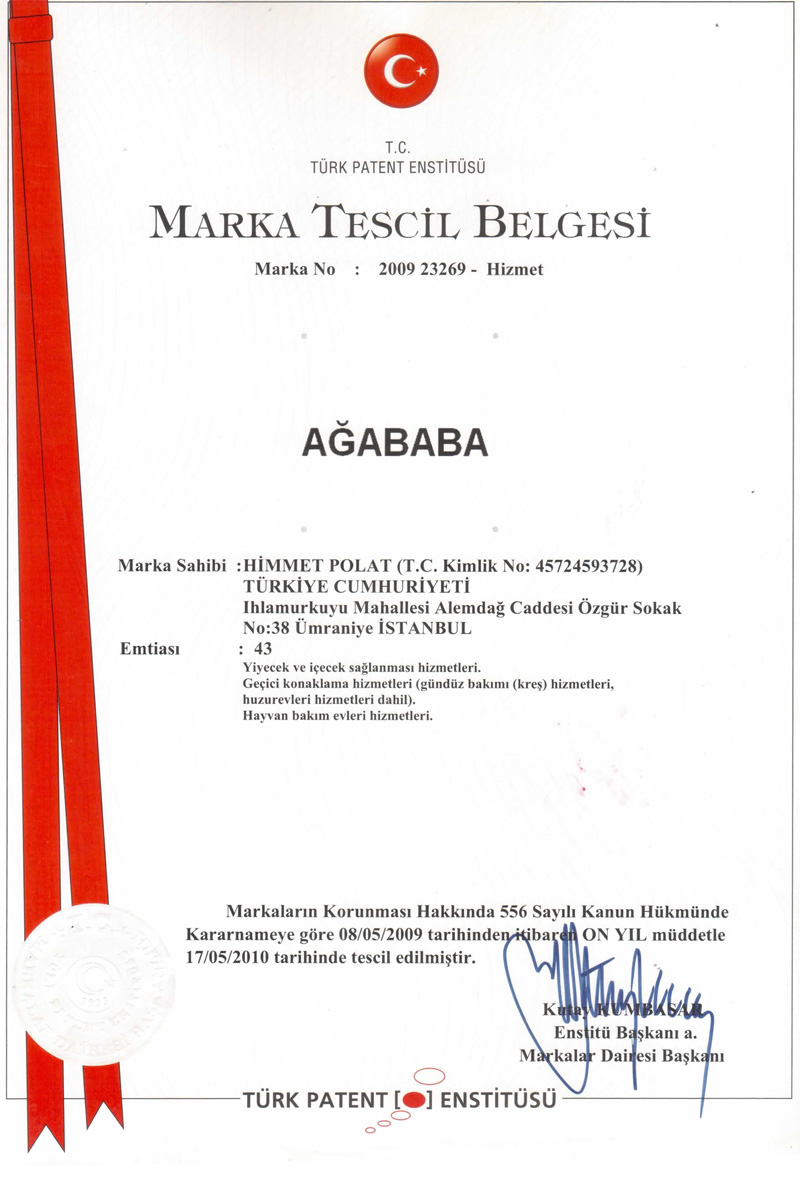 T.C.
TÜRK PATENT ENSTİTÜSÜ
MARKA TESCİL BELGESİ
Marka No : 2009 23269 - Hizmet
AĞABABA
Marka Sahibi :HİMMET POLAT (T.C. Kimlik No: 45724593728)
TÜRKİYE CUMHURİYETİ
Ihlamurkuyu Mahallesi Alemdağ Caddesi Özgür Sokak
No:38 Ümraniye İSTANBUL
Emtiası : 43
Yiyecek ve içecek sağlanması hizmetleri.
Geçici konaklama hizmetleri (gündüz bakımı (kreş) hizmetleri,
huzurevleri hizmetleri dahil).
Hayvan bakım evleri hizmetleri.
Markaların Korunması Hakkında 556 Sayılı Kanun Hükmünde
Kararnameye göre 08/05/2009 tarihinden itibaren ON YIL müddetle
17/05/2010 tarihinde tescil edilmiştir.
Kutay KUMBASAR
Enstitü Başkanı a.
Markalar Dairesi Başkanı
TÜRK PATENT [ ] ENSTİTÜSÜ